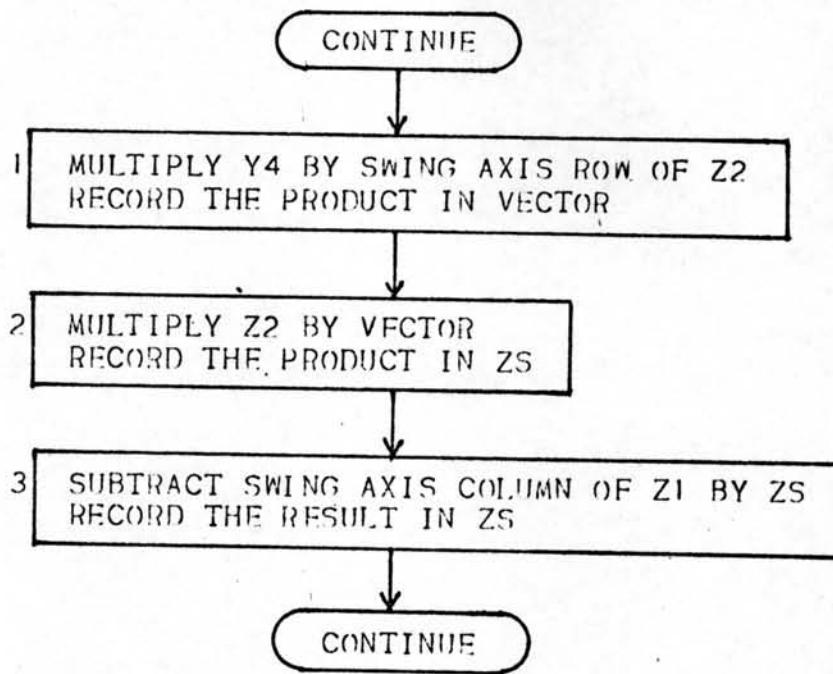 CONTINUE
1 MULTIPLY Y4 BY SWING AXIS ROW OF Z2
RECORD THE PRODUCT IN VECTOR
2 MULTIPLY Z2 BY VECTOR
RECORD THE PRODUCT IN ZS
3 SUBTRACT SWING AXIS COLUMN OF Z1 BY ZS
RECORD THE RESULT IN ZS
CONTINUE